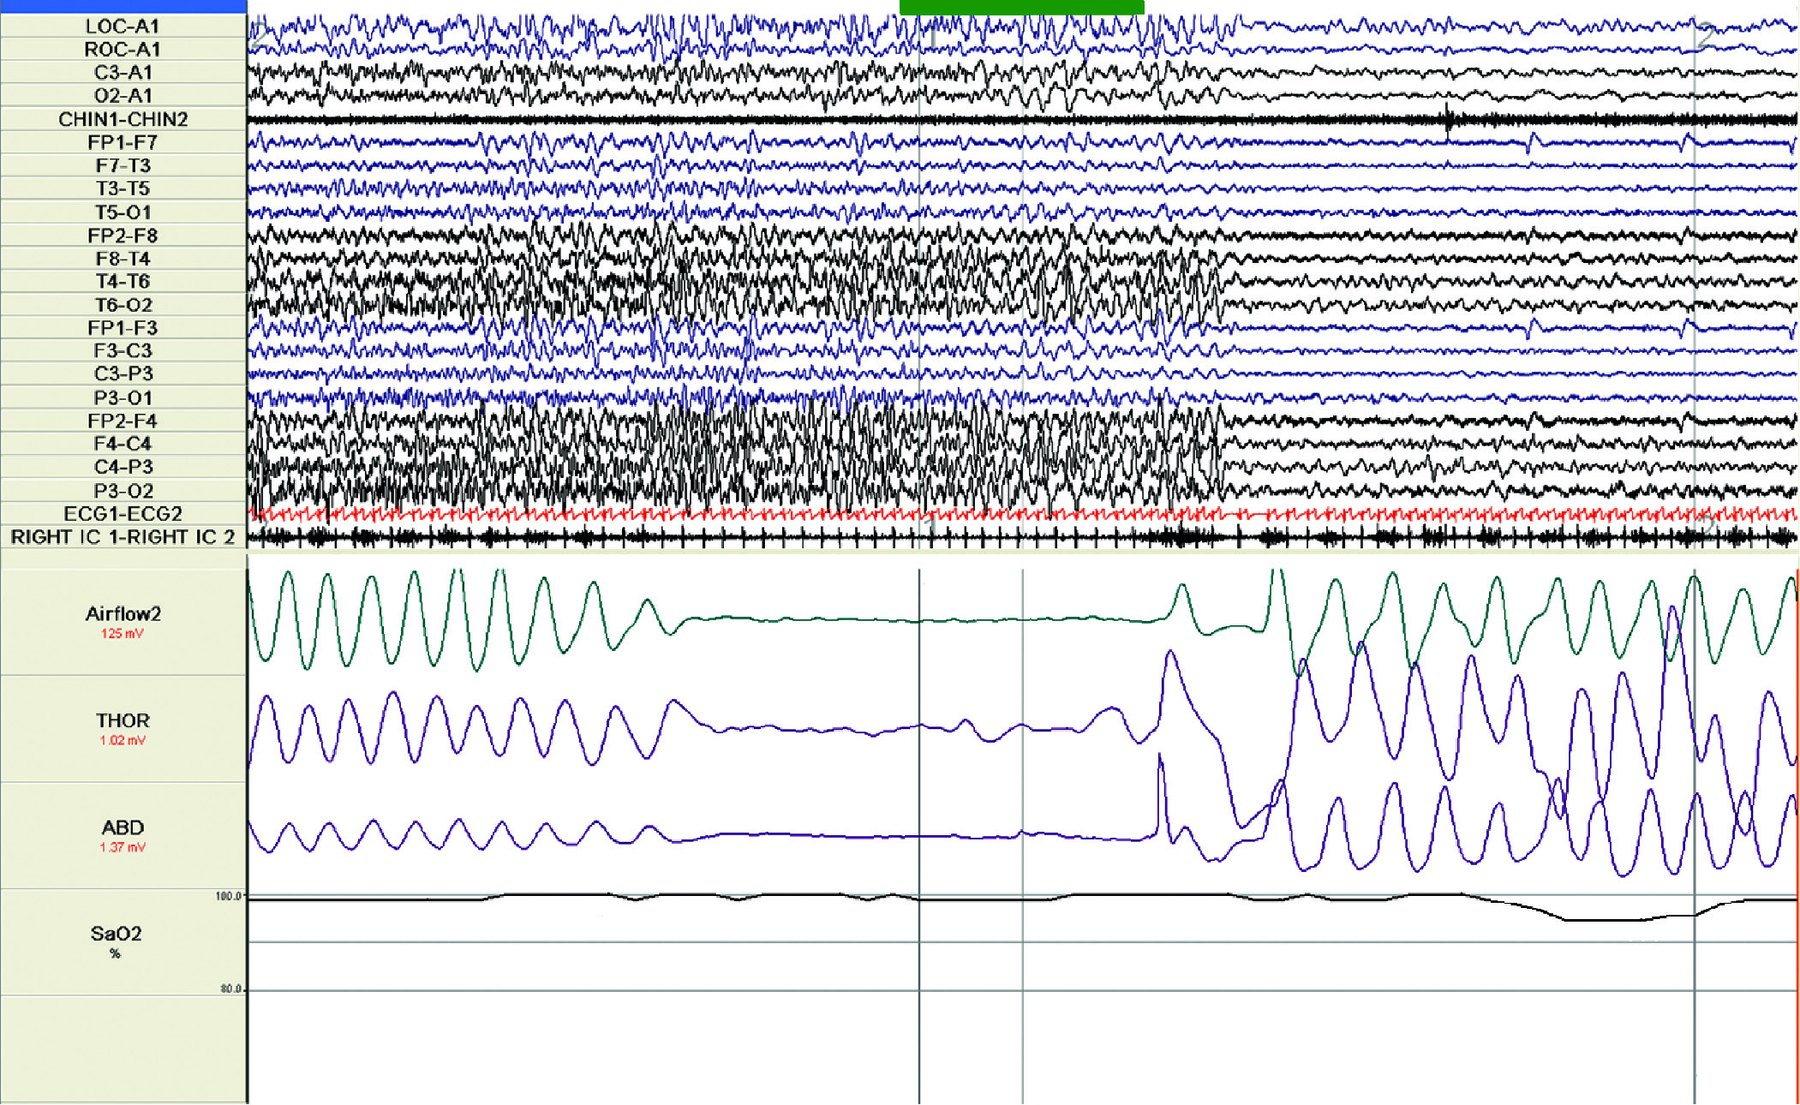 LOC-A1
2
1
2
ROC-A1
C3-A1
O2-A1
CHIN1-CHIN2
FP1-F7
F7-T3
T3-T5
T5-O1
FP2-F8
F8-T4
T4-T6
T6-O2
FP1-F3
F3-C3
C3-P3
P3-O1
FP2-F4
F4-C4
C4-P3
P3-O2
ECG1-ECG2
RIGHT IC 1-RIGHT IC 2
Airflow2
125 mV
THOR
1.02 mV
ABD
1.37 mV
100.0
SaO2
%
80.0